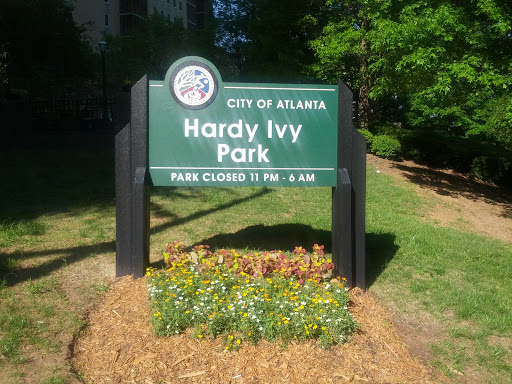 CITY OF ATLANTA
Hardy Ivy
Park
PARK CLOSED 11 PM - 6 AM